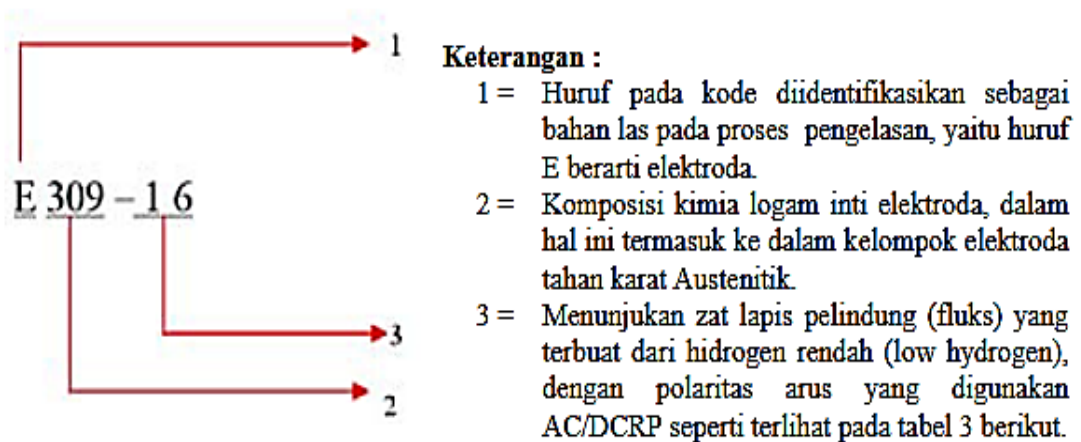 1
E 309 – 1 6
3
2
Keterangan :
1 = Huruf pada kode diidentifikasikan sebagai
bahan las pada proses pengelasan, yaitu huruf
E berarti elektroda.
2 = Komposisi kimia logam inti elektroda, dalam
hal ini termasuk ke dalam kelompok elektroda
tahan karat Austenitik.
3 = Menunjukan zat lapis pelindung (fluks) yang
terbuat dari hidrogen rendah (low hydrogen),
dengan polaritas arus yang digunakan
AC/DCRP seperti terlihat pada tabel 3 berikut.